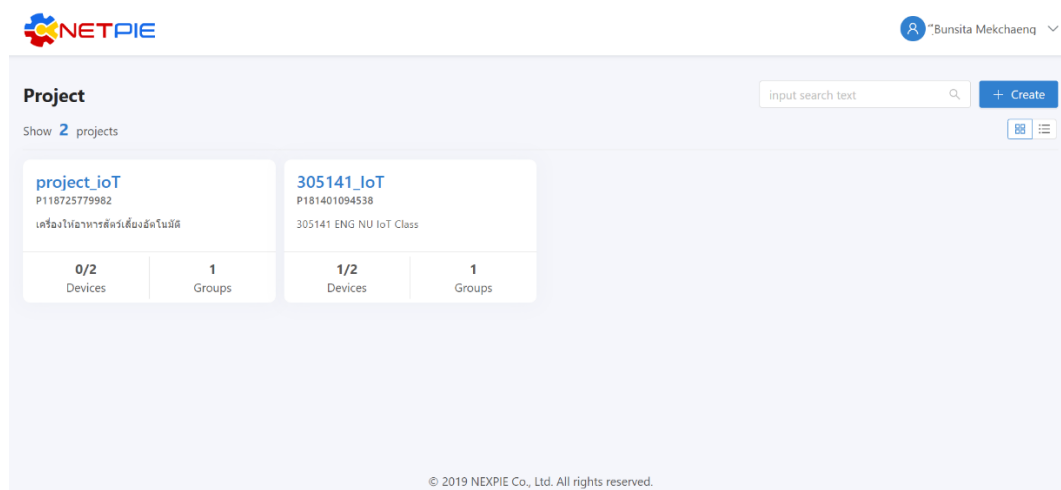 NETPIE
ีBunsita Mekchaeng
Project
input search text
+ Create
Show 2 projects
project_ioT
P118725779982
เครื่องให้อาหารสัตว์เลี้ยงอัตโนมัติ
0/2
Devices
1
Groups
305141_IoT
P181401094538
305141 ENG NU IoT Class
1/2
Devices
1
Groups
© 2019 NEXPIE Co., Ltd. All rights reserved.